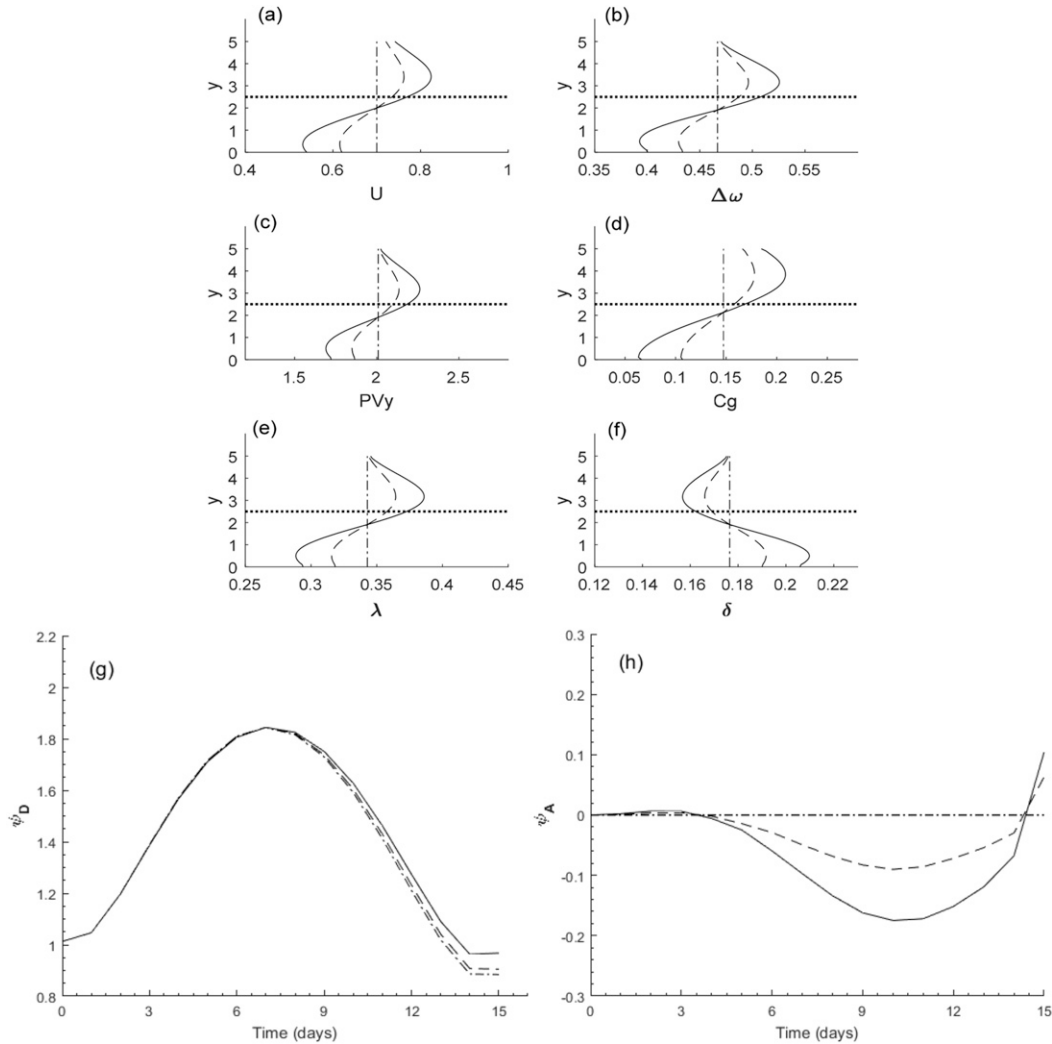 (a)
y
5
4
3
2
1
0
0.4 0.6 0.8 1
U
(b)
y
5
4
3
2
1
0
0.35 0.4 0.45 0.5 0.55
Δω
(c)
y
5
4
3
2
1
0
1.5 2 2.5
PVy
(d)
y
5
4
3
2
1
0
0.05 0.1 0.15 0.2 0.25
Cg
(e)
y
5
4
3
2
1
0
0.25 0.3 0.35 0.4 0.45
λ
(f)
y
5
4
3
2
1
0
0.12 0.14 0.16 0.18 0.2 0.22
δ
(g)
ψ̇D
2.2
2
1.8
1.6
1.4
1.2
1
0.8
0 3 6 9 12 15
Time (days)
(h)
ψ̇A
0.3
0.2
0.1
0
-0.1
-0.2
-0.3
0 3 6 9 12 15
Time (days)